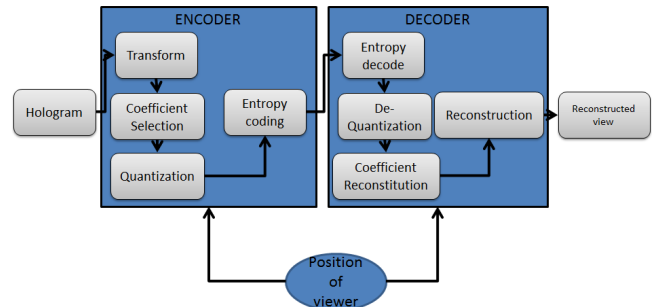 ENCODER
Hologram
Transform
Coefficient
Selection
Quantization
Entropy
coding
DECODER
Entropy
decode
De-
Quantization
Coefficient
Reconstitution
Reconstruction
Reconstructed
view
Position
of
viewer